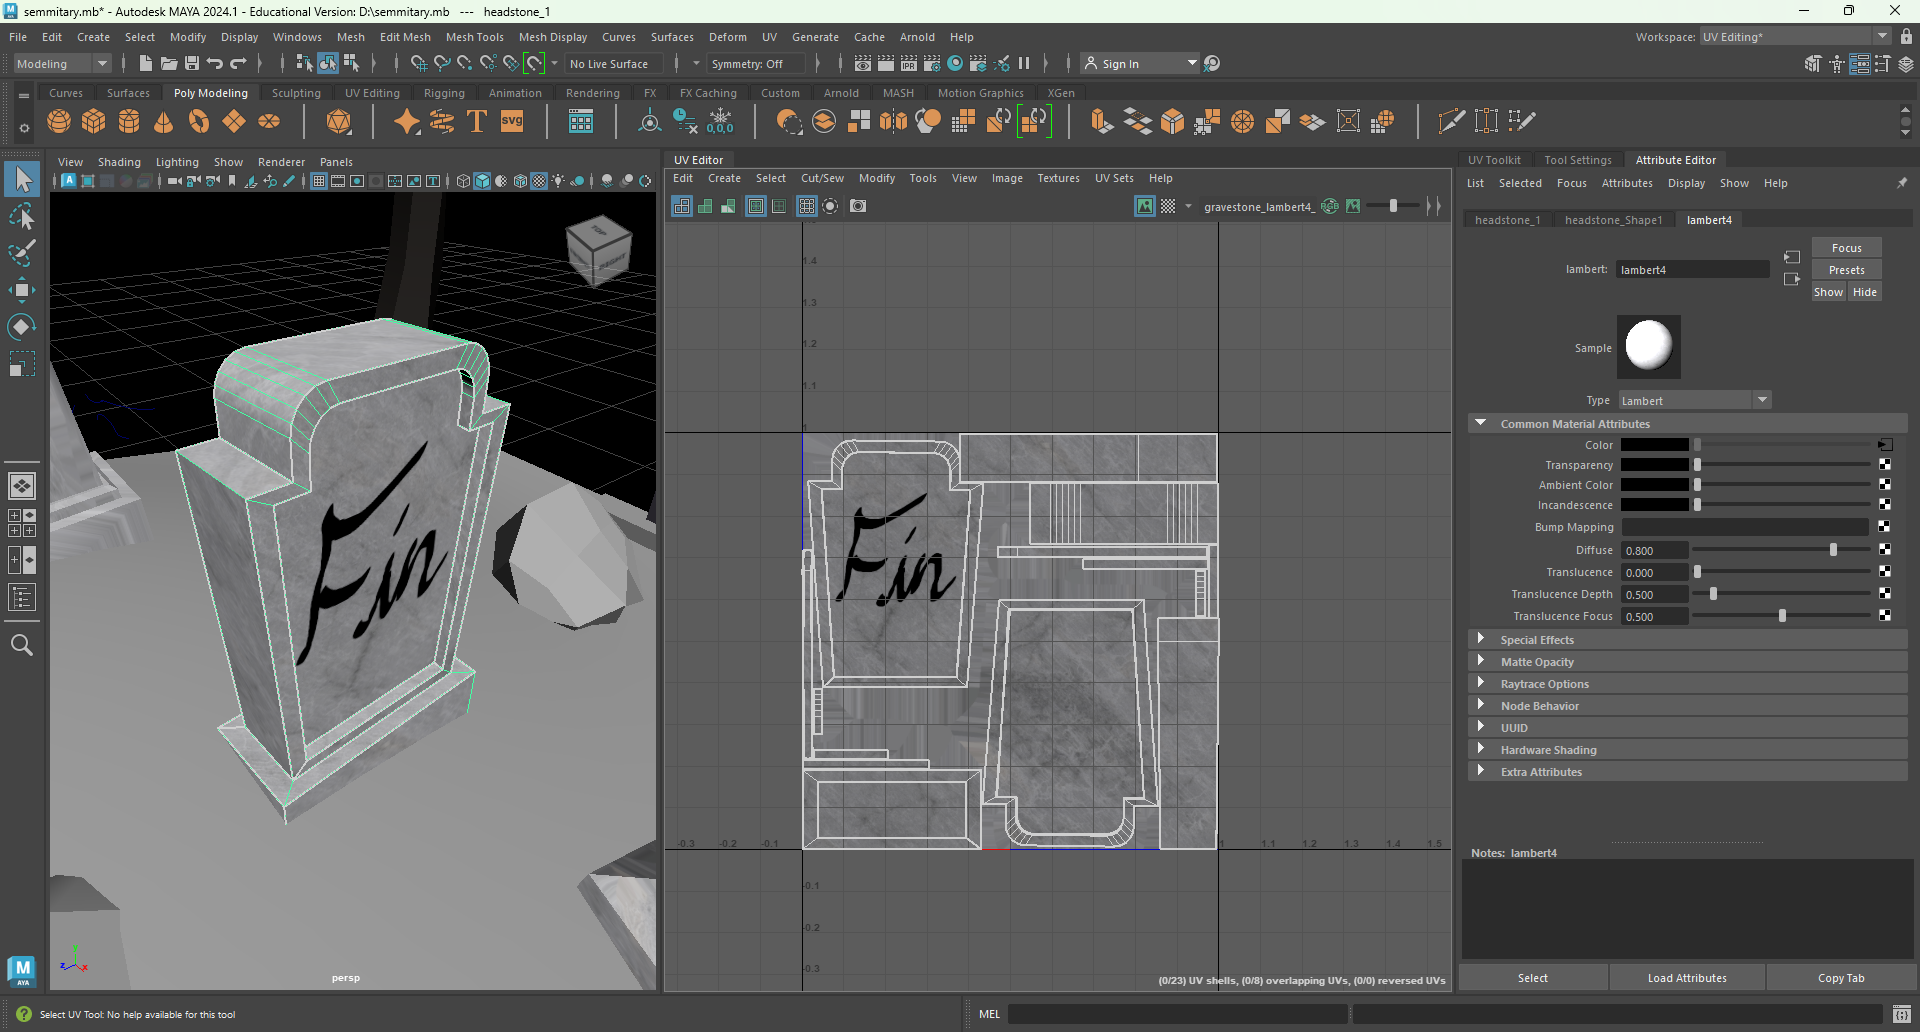 semmitary.mb* - Autodesk MAYA 2024.1 - Educational Version: D:\semmitary.mb --- headstone_1
File Edit Create Select Modify Display Windows Mesh Edit Mesh Mesh Tools Mesh Display Curves Surfaces Deform UV Generate Cache Arnold Help
Workspace: UV Editing*
Modeling
No Live Surface
Symmetry: Off
Sign In
Curves Surfaces Poly Modeling Sculpting UV Editing Rigging Animation Rendering FX FX Caching Custom Arnold MASH Motion Graphics XGen
View Shading Lighting Show Renderer Panels
TOP
RIGHT
Fin
persp
UV Editor
Edit Create Select Cut/Sew Modify Tools View Image Textures UV Sets Help
gravestone_lambert4_
1.4
1.3
1.2
1.1
1
Fin
-0.3 -0.2 -0.1 1 1.1 1.2 1.3 1.4 1.5
-0.1
-0.2
-0.3
(0/23) UV shells, (0/8) overlapping UVs, (0/0) reversed UVs
UV Toolkit Tool Settings Attribute Editor
List Selected Focus Attributes Display Show Help
headstone_1 headstone_Shape1 lambert4
lambert: lambert4
Focus
Presets
Show Hide
Sample
Type Lambert
Common Material Attributes
Color
Transparency
Ambient Color
Incandescence
Bump Mapping
Diffuse 0.800
Translucence 0.000
Translucence Depth 0.500
Translucence Focus 0.500
Special Effects
Matte Opacity
Raytrace Options
Node Behavior
UUID
Hardware Shading
Extra Attributes
Notes: lambert4
Select Load Attributes Copy Tab
Select UV Tool: No help available for this tool
MEL